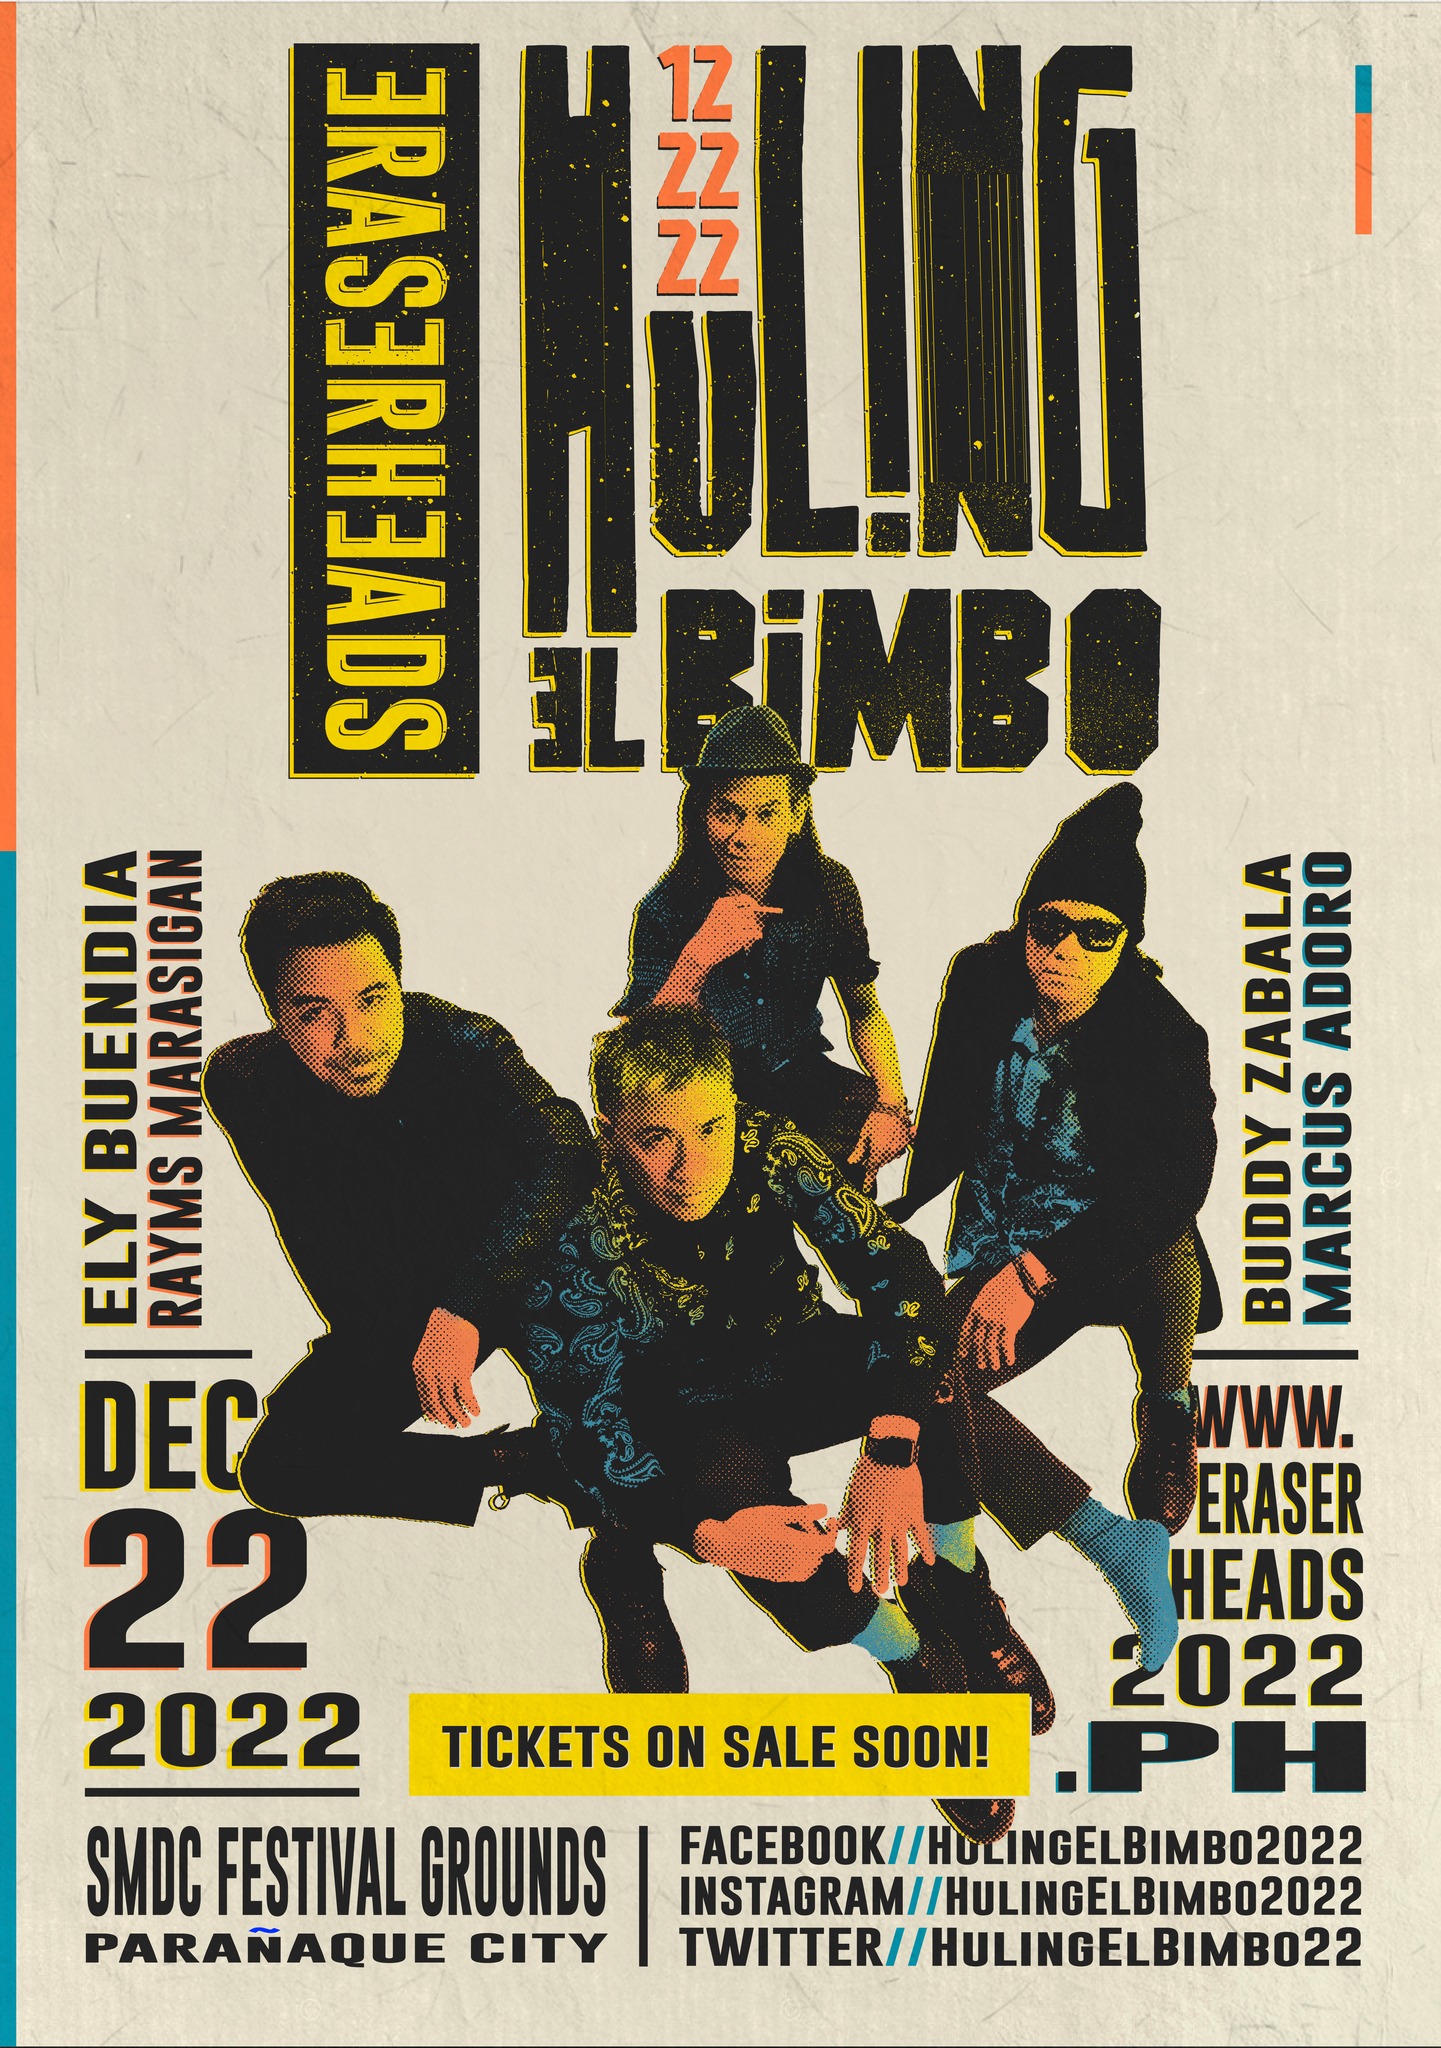 ERASERHEADS
HULING
12
22
22
EL BiMBO
ELY BUENDIA
RAYMS MARASIGAN
BUDDY ZABALA
MARCUS ADORO
DEC
22
2022
WWW.
ERASER
HEADS
2022
.PH
TICKETS ON SALE SOON!
SMDC FESTIVAL GROUNDS
PARAÑAQUE CITY
FACEBOOK//HULINGELBIMBO2022
INSTAGRAM//HULINGELBIMBO2022
TWITTER//HULINGELBIMBO22